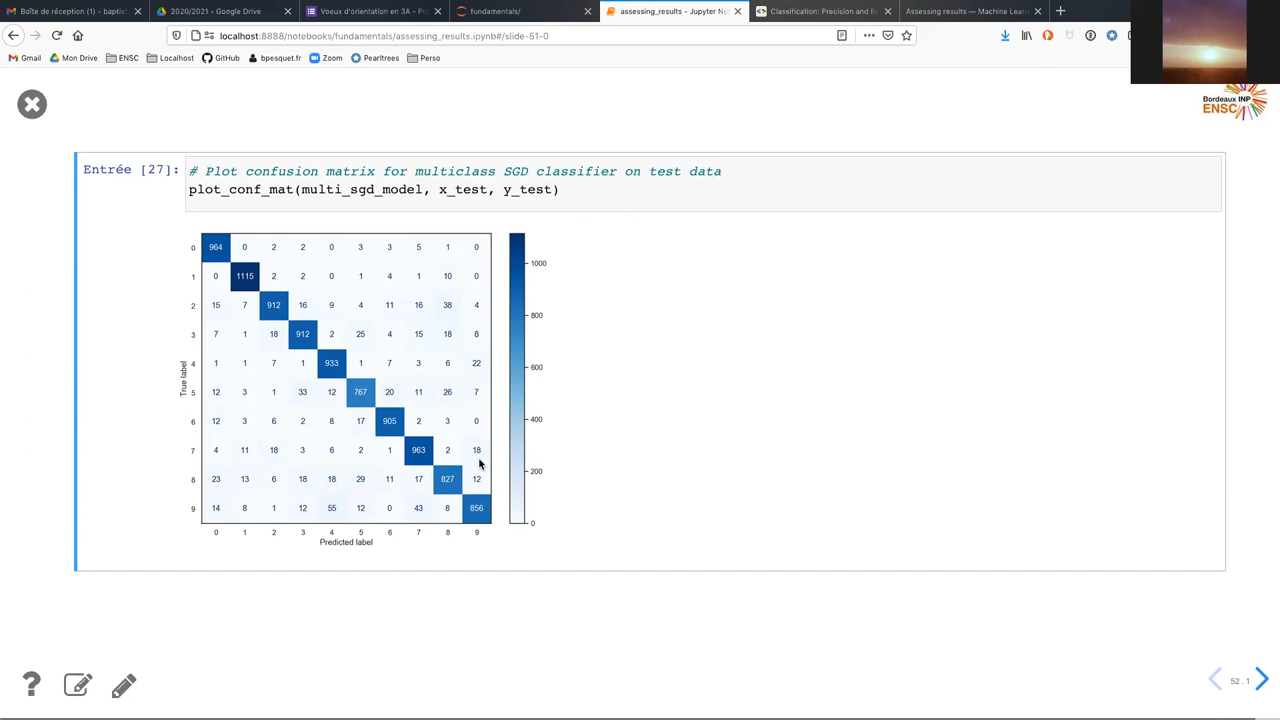 Boîte de réception (1) - baptis
2020/2021 - Google Drive
Voeux d'orientation en 3A - Pro
fundamentals/
assessing_results - Jupyter Not
Classification: Precision and Re
Assessing results — Machine Learn
localhost:8888/notebooks/fundamentals/assessing_results.ipynb#/slide-51-0
Gmail Mon Drive ENSC Localhost GitHub bpesquet.fr Zoom Pearltrees Perso
Bordeaux INP
ENSC
Entrée [27]:
# Plot confusion matrix for multiclass SGD classifier on test data
plot_conf_mat(multi_sgd_model, x_test, y_test)
0 964 0 2 2 0 3 3 5 1 0
1 0 1115 2 2 0 1 4 1 10 0
2 15 7 912 16 9 4 11 16 38 4
3 7 1 18 912 2 25 4 15 18 8
4 1 1 7 1 933 1 7 3 6 22
5 12 3 1 33 12 767 20 11 26 7
6 12 3 6 2 8 17 905 2 3 0
7 4 11 18 3 6 2 1 963 2 18
8 23 13 6 18 18 29 11 17 827 12
9 14 8 1 12 55 12 0 43 8 856
0 1 2 3 4 5 6 7 8 9
True label
Predicted label
1000
800
600
400
200
0
?
52.1